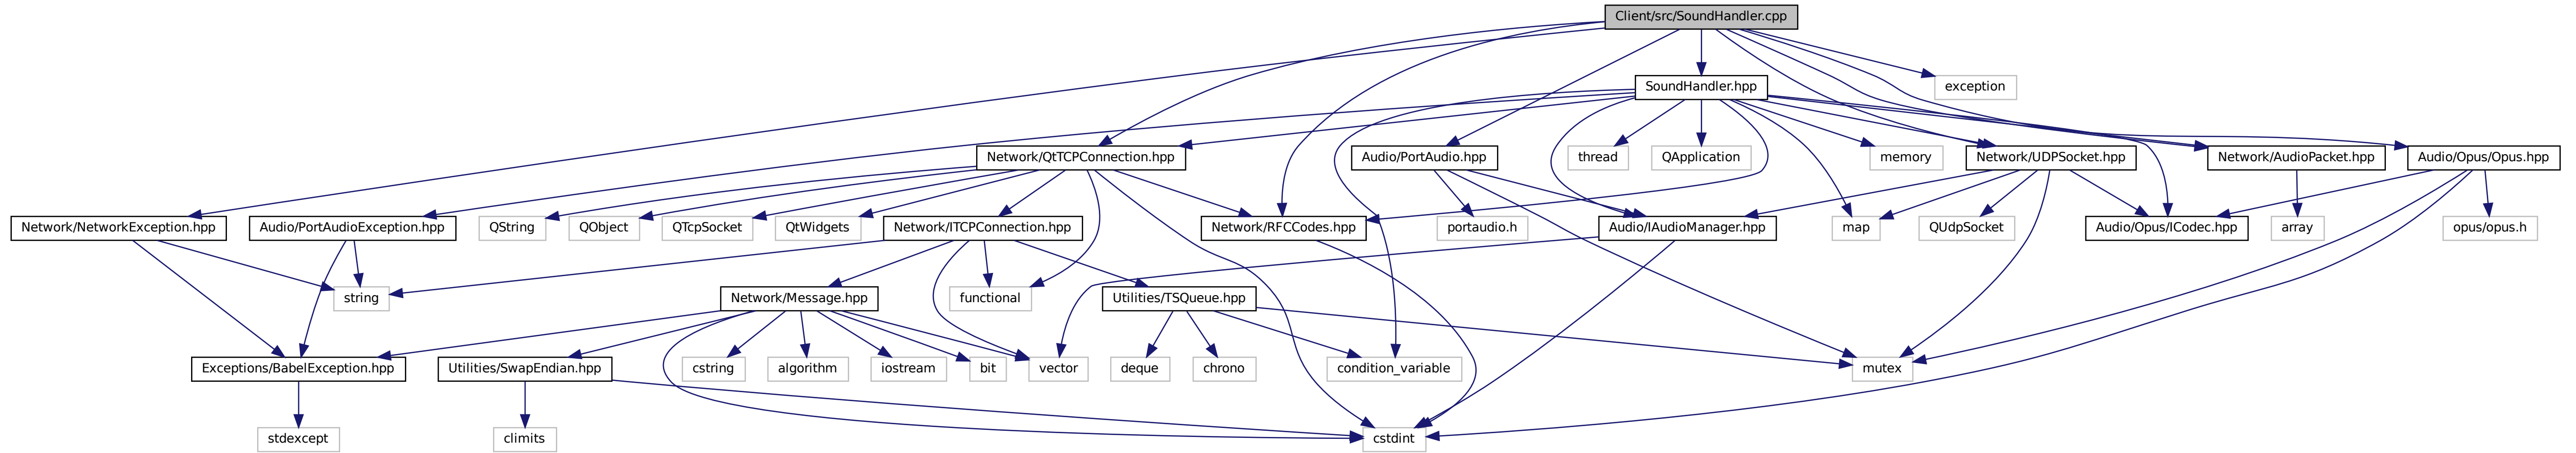 Client/src/SoundHandler.cpp
SoundHandler.hpp
exception
Network/QtTCPConnection.hpp
Audio/PortAudio.hpp
thread
QApplication
memory
Network/UDPSocket.hpp
Network/AudioPacket.hpp
Audio/Opus/Opus.hpp
Network/NetworkException.hpp
Audio/PortAudioException.hpp
QString
QObject
QTcpSocket
QtWidgets
Network/ITCPConnection.hpp
Network/RFCCodes.hpp
portaudio.h
Audio/IAudioManager.hpp
map
QUdpSocket
Audio/Opus/ICodec.hpp
array
opus/opus.h
string
Network/Message.hpp
functional
Utilities/TSQueue.hpp
Exceptions/BabelException.hpp
Utilities/SwapEndian.hpp
cstring
algorithm
iostream
bit
vector
deque
chrono
condition_variable
mutex
stdexcept
climits
cstdint